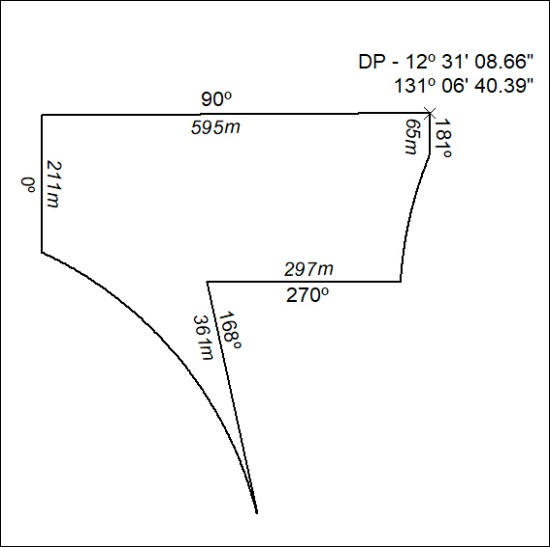 DP - 12º 31' 08.66"
131º 06' 40.39"
90º
595m
65m
181º
211m
0º
297m
270º
168º
361m